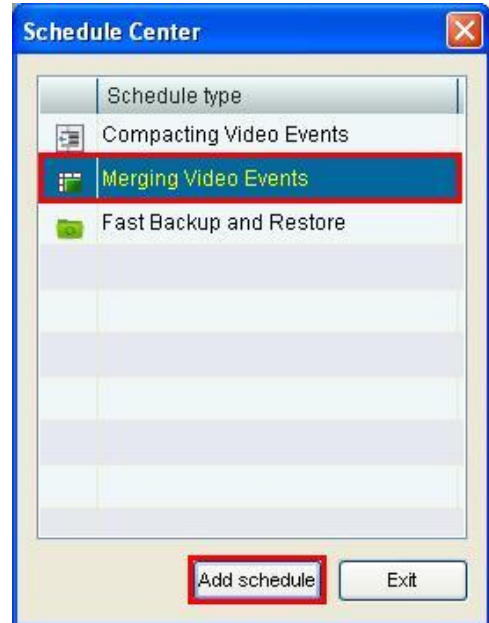 Schedule Center
Schedule type
Compacting Video Events
Merging Video Events
Fast Backup and Restore
Add schedule Exit